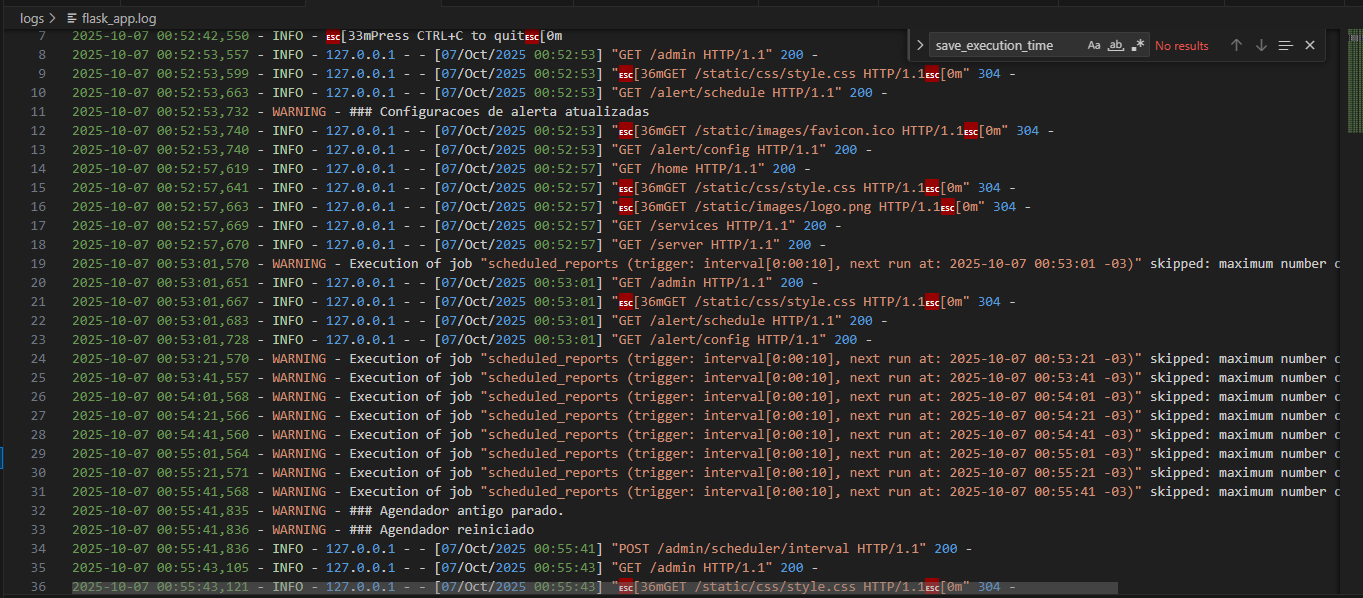 logs > flask_app.log
save_execution_time Aa ab .* No results
7 2025-10-07 00:52:42,550 - INFO - ESC[33mPress CTRL+C to quitESC[0m
8 2025-10-07 00:52:53,557 - INFO - 127.0.0.1 - - [07/Oct/2025 00:52:53] "GET /admin HTTP/1.1" 200 -
9 2025-10-07 00:52:53,599 - INFO - 127.0.0.1 - - [07/Oct/2025 00:52:53] "ESC[36mGET /static/css/style.css HTTP/1.1ESC[0m" 304 -
10 2025-10-07 00:52:53,663 - INFO - 127.0.0.1 - - [07/Oct/2025 00:52:53] "GET /alert/schedule HTTP/1.1" 200 -
11 2025-10-07 00:52:53,732 - WARNING - ### Configuracoes de alerta atualizadas
12 2025-10-07 00:52:53,740 - INFO - 127.0.0.1 - - [07/Oct/2025 00:52:53] "ESC[36mGET /static/images/favicon.ico HTTP/1.1ESC[0m" 304 -
13 2025-10-07 00:52:53,740 - INFO - 127.0.0.1 - - [07/Oct/2025 00:52:53] "GET /alert/config HTTP/1.1" 200 -
14 2025-10-07 00:52:57,619 - INFO - 127.0.0.1 - - [07/Oct/2025 00:52:57] "GET /home HTTP/1.1" 200 -
15 2025-10-07 00:52:57,641 - INFO - 127.0.0.1 - - [07/Oct/2025 00:52:57] "ESC[36mGET /static/css/style.css HTTP/1.1ESC[0m" 304 -
16 2025-10-07 00:52:57,663 - INFO - 127.0.0.1 - - [07/Oct/2025 00:52:57] "ESC[36mGET /static/images/logo.png HTTP/1.1ESC[0m" 304 -
17 2025-10-07 00:52:57,669 - INFO - 127.0.0.1 - - [07/Oct/2025 00:52:57] "GET /services HTTP/1.1" 200 -
18 2025-10-07 00:52:57,670 - INFO - 127.0.0.1 - - [07/Oct/2025 00:52:57] "GET /server HTTP/1.1" 200 -
19 2025-10-07 00:53:01,570 - WARNING - Execution of job "scheduled_reports (trigger: interval[0:00:10], next run at: 2025-10-07 00:53:01 -03)" skipped: maximum number
20 2025-10-07 00:53:01,651 - INFO - 127.0.0.1 - - [07/Oct/2025 00:53:01] "GET /admin HTTP/1.1" 200 -
21 2025-10-07 00:53:01,667 - INFO - 127.0.0.1 - - [07/Oct/2025 00:53:01] "ESC[36mGET /static/css/style.css HTTP/1.1ESC[0m" 304 -
22 2025-10-07 00:53:01,683 - INFO - 127.0.0.1 - - [07/Oct/2025 00:53:01] "GET /alert/schedule HTTP/1.1" 200 -
23 2025-10-07 00:53:01,728 - INFO - 127.0.0.1 - - [07/Oct/2025 00:53:01] "GET /alert/config HTTP/1.1" 200 -
24 2025-10-07 00:53:21,570 - WARNING - Execution of job "scheduled_reports (trigger: interval[0:00:10], next run at: 2025-10-07 00:53:21 -03)" skipped: maximum number
25 2025-10-07 00:53:41,557 - WARNING - Execution of job "scheduled_reports (trigger: interval[0:00:10], next run at: 2025-10-07 00:53:41 -03)" skipped: maximum number
26 2025-10-07 00:54:01,568 - WARNING - Execution of job "scheduled_reports (trigger: interval[0:00:10], next run at: 2025-10-07 00:54:01 -03)" skipped: maximum number
27 2025-10-07 00:54:21,566 - WARNING - Execution of job "scheduled_reports (trigger: interval[0:00:10], next run at: 2025-10-07 00:54:21 -03)" skipped: maximum number
28 2025-10-07 00:54:41,560 - WARNING - Execution of job "scheduled_reports (trigger: interval[0:00:10], next run at: 2025-10-07 00:54:41 -03)" skipped: maximum number
29 2025-10-07 00:55:01,564 - WARNING - Execution of job "scheduled_reports (trigger: interval[0:00:10], next run at: 2025-10-07 00:55:01 -03)" skipped: maximum number
30 2025-10-07 00:55:21,571 - WARNING - Execution of job "scheduled_reports (trigger: interval[0:00:10], next run at: 2025-10-07 00:55:21 -03)" skipped: maximum number
31 2025-10-07 00:55:41,568 - WARNING - Execution of job "scheduled_reports (trigger: interval[0:00:10], next run at: 2025-10-07 00:55:41 -03)" skipped: maximum number
32 2025-10-07 00:55:41,835 - WARNING - ### Agendador antigo parado.
33 2025-10-07 00:55:41,836 - WARNING - ### Agendador reiniciado
34 2025-10-07 00:55:41,836 - INFO - 127.0.0.1 - - [07/Oct/2025 00:55:41] "POST /admin/scheduler/interval HTTP/1.1" 200 -
35 2025-10-07 00:55:43,105 - INFO - 127.0.0.1 - - [07/Oct/2025 00:55:43] "GET /admin HTTP/1.1" 200 -
36 2025-10-07 00:55:43,121 - INFO - 127.0.0.1 - - [07/Oct/2025 00:55:43] "ESC[36mGET /static/css/style.css HTTP/1.1ESC[0m" 304 -